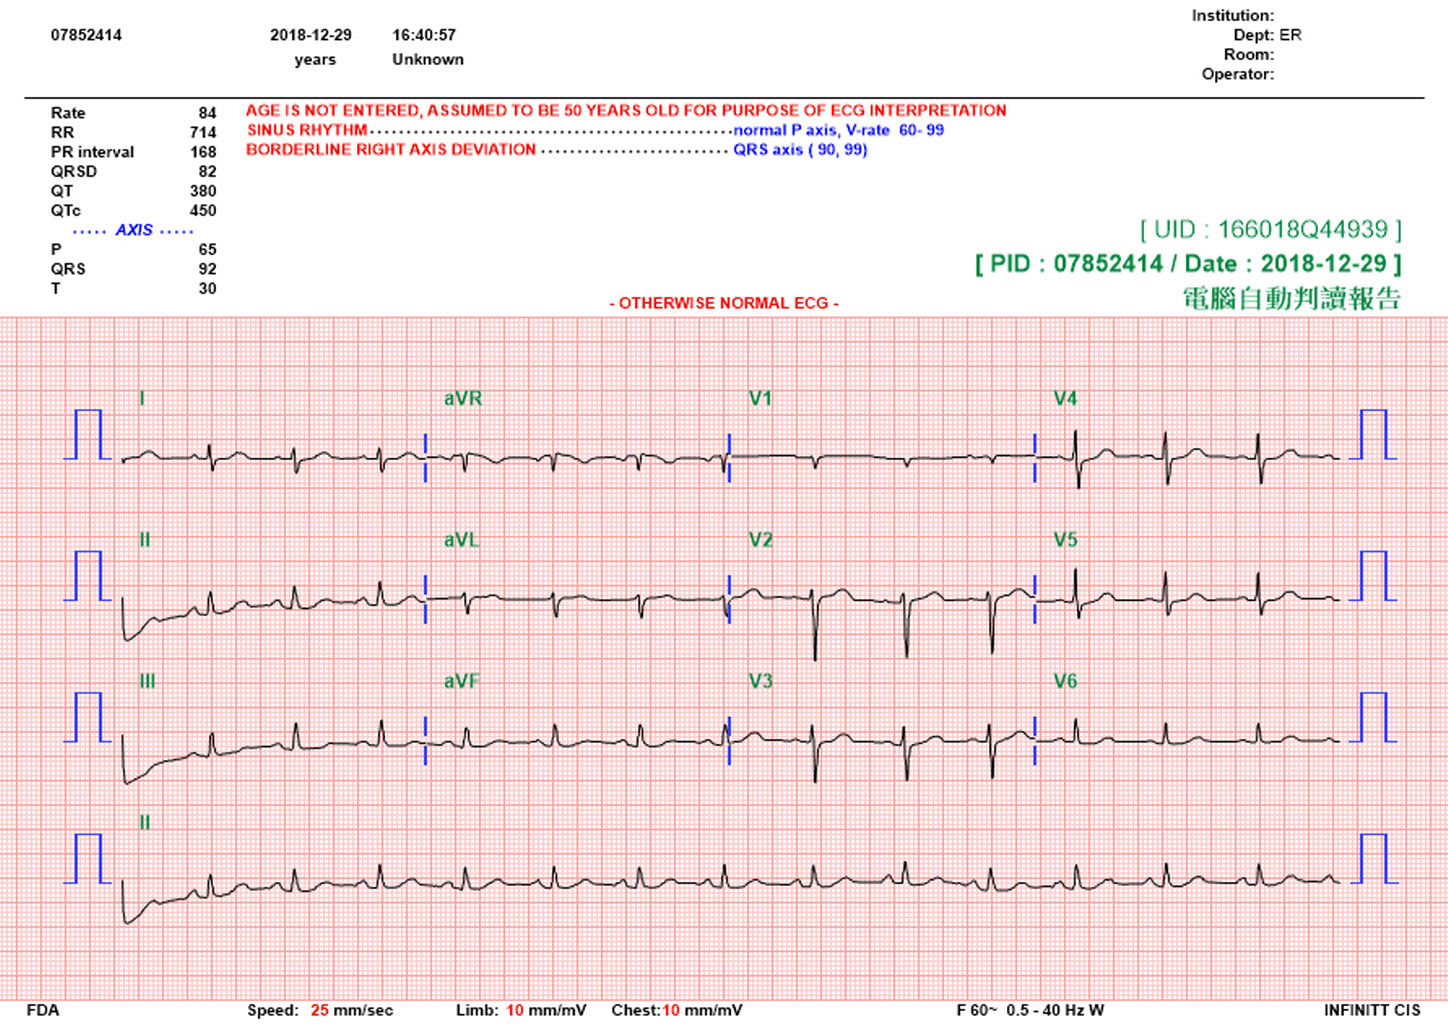 Institution:
07852414 2018-12-29 16:40:57 Dept: ER
years Unknown Room:
Operator:
Rate 84 AGE IS NOT ENTERED, ASSUMED TO BE 50 YEARS OLD FOR PURPOSE OF ECG INTERPRETATION
RR 714 SINUS RHYTHM normal P axis, V-rate 60- 99
PR interval 168 BORDERLINE RIGHT AXIS DEVIATION QRS axis ( 90, 99)
QRSD 82
QT 380
QTc 450
..... AXIS .....
[ UID : 166018Q44939 ]
P 65
[ PID : 07852414 / Date : 2018-12-29 ]
QRS 92
T 30
電腦自動判讀報告
- OTHERWISE NORMAL ECG -
I aVR V1 V4
II aVL V2 V5
III aVF V3 V6
II
FDA Speed: 25 mm/sec Limb: 10 mm/mV Chest:10 mm/mV F 60~ 0.5 - 40 Hz W INFINITT CIS